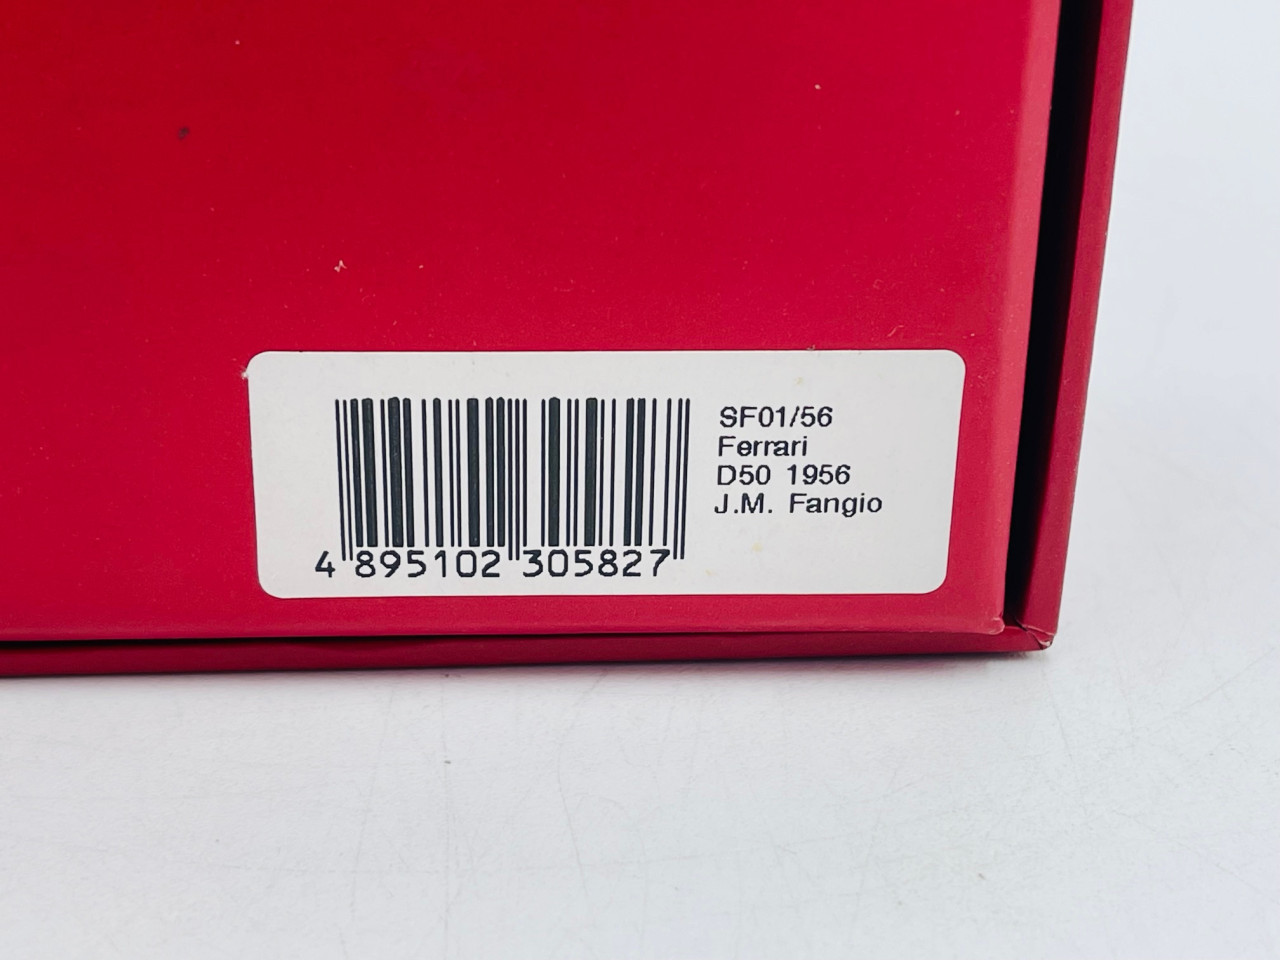 SF01/56
Ferrari
D50 1956
J.M. Fangio
4 895102 305827